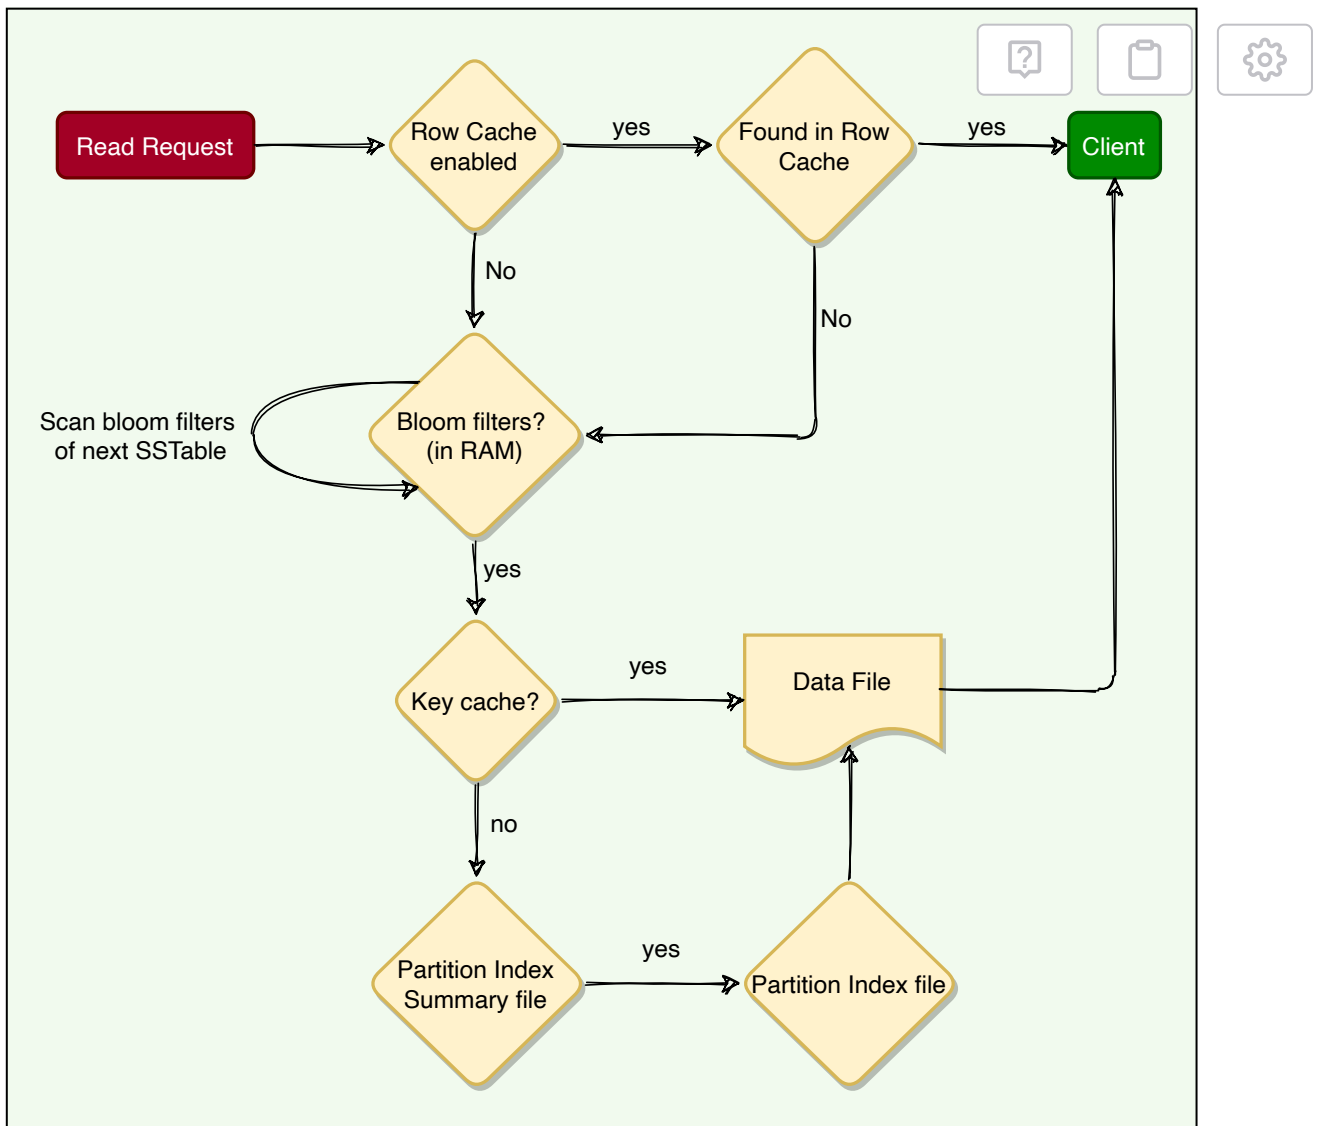 Read Request
Row Cache
enabled
yes
Found in Row
Cache
yes
Client
No
No
Scan bloom filters
of next SSTable
Bloom filters?
(in RAM)
yes
Key cache?
yes
Data File
no
Partition Index
Summary file
yes
Partition Index file